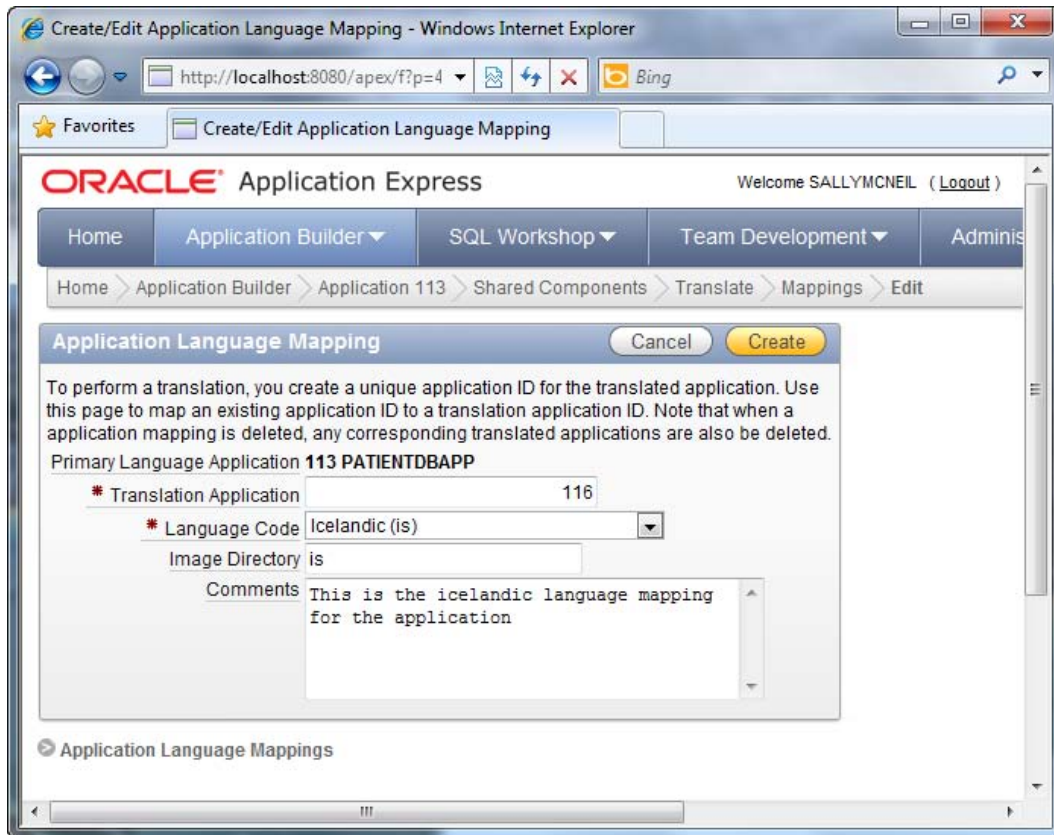 Create/Edit Application Language Mapping - Windows Internet Explorer
http://localhost:8080/apex/f?p=4
Bing
Favorites
Create/Edit Application Language Mapping
ORACLE Application Express
Welcome SALLYMCNEIL ( Logout )
Home
Application Builder
SQL Workshop
Team Development
Adminis
Home
Application Builder
Application 113
Shared Components
Translate
Mappings
Edit
Application Language Mapping
Cancel
Create
To perform a translation, you create a unique application ID for the translated application. Use
this page to map an existing application ID to a translation application ID. Note that when a
application mapping is deleted, any corresponding translated applications are also be deleted.
Primary Language Application 113 PATIENTDBAPP
* Translation Application 116
* Language Code Icelandic (is)
Image Directory is
Comments This is the icelandic language mapping
for the application
Application Language Mappings